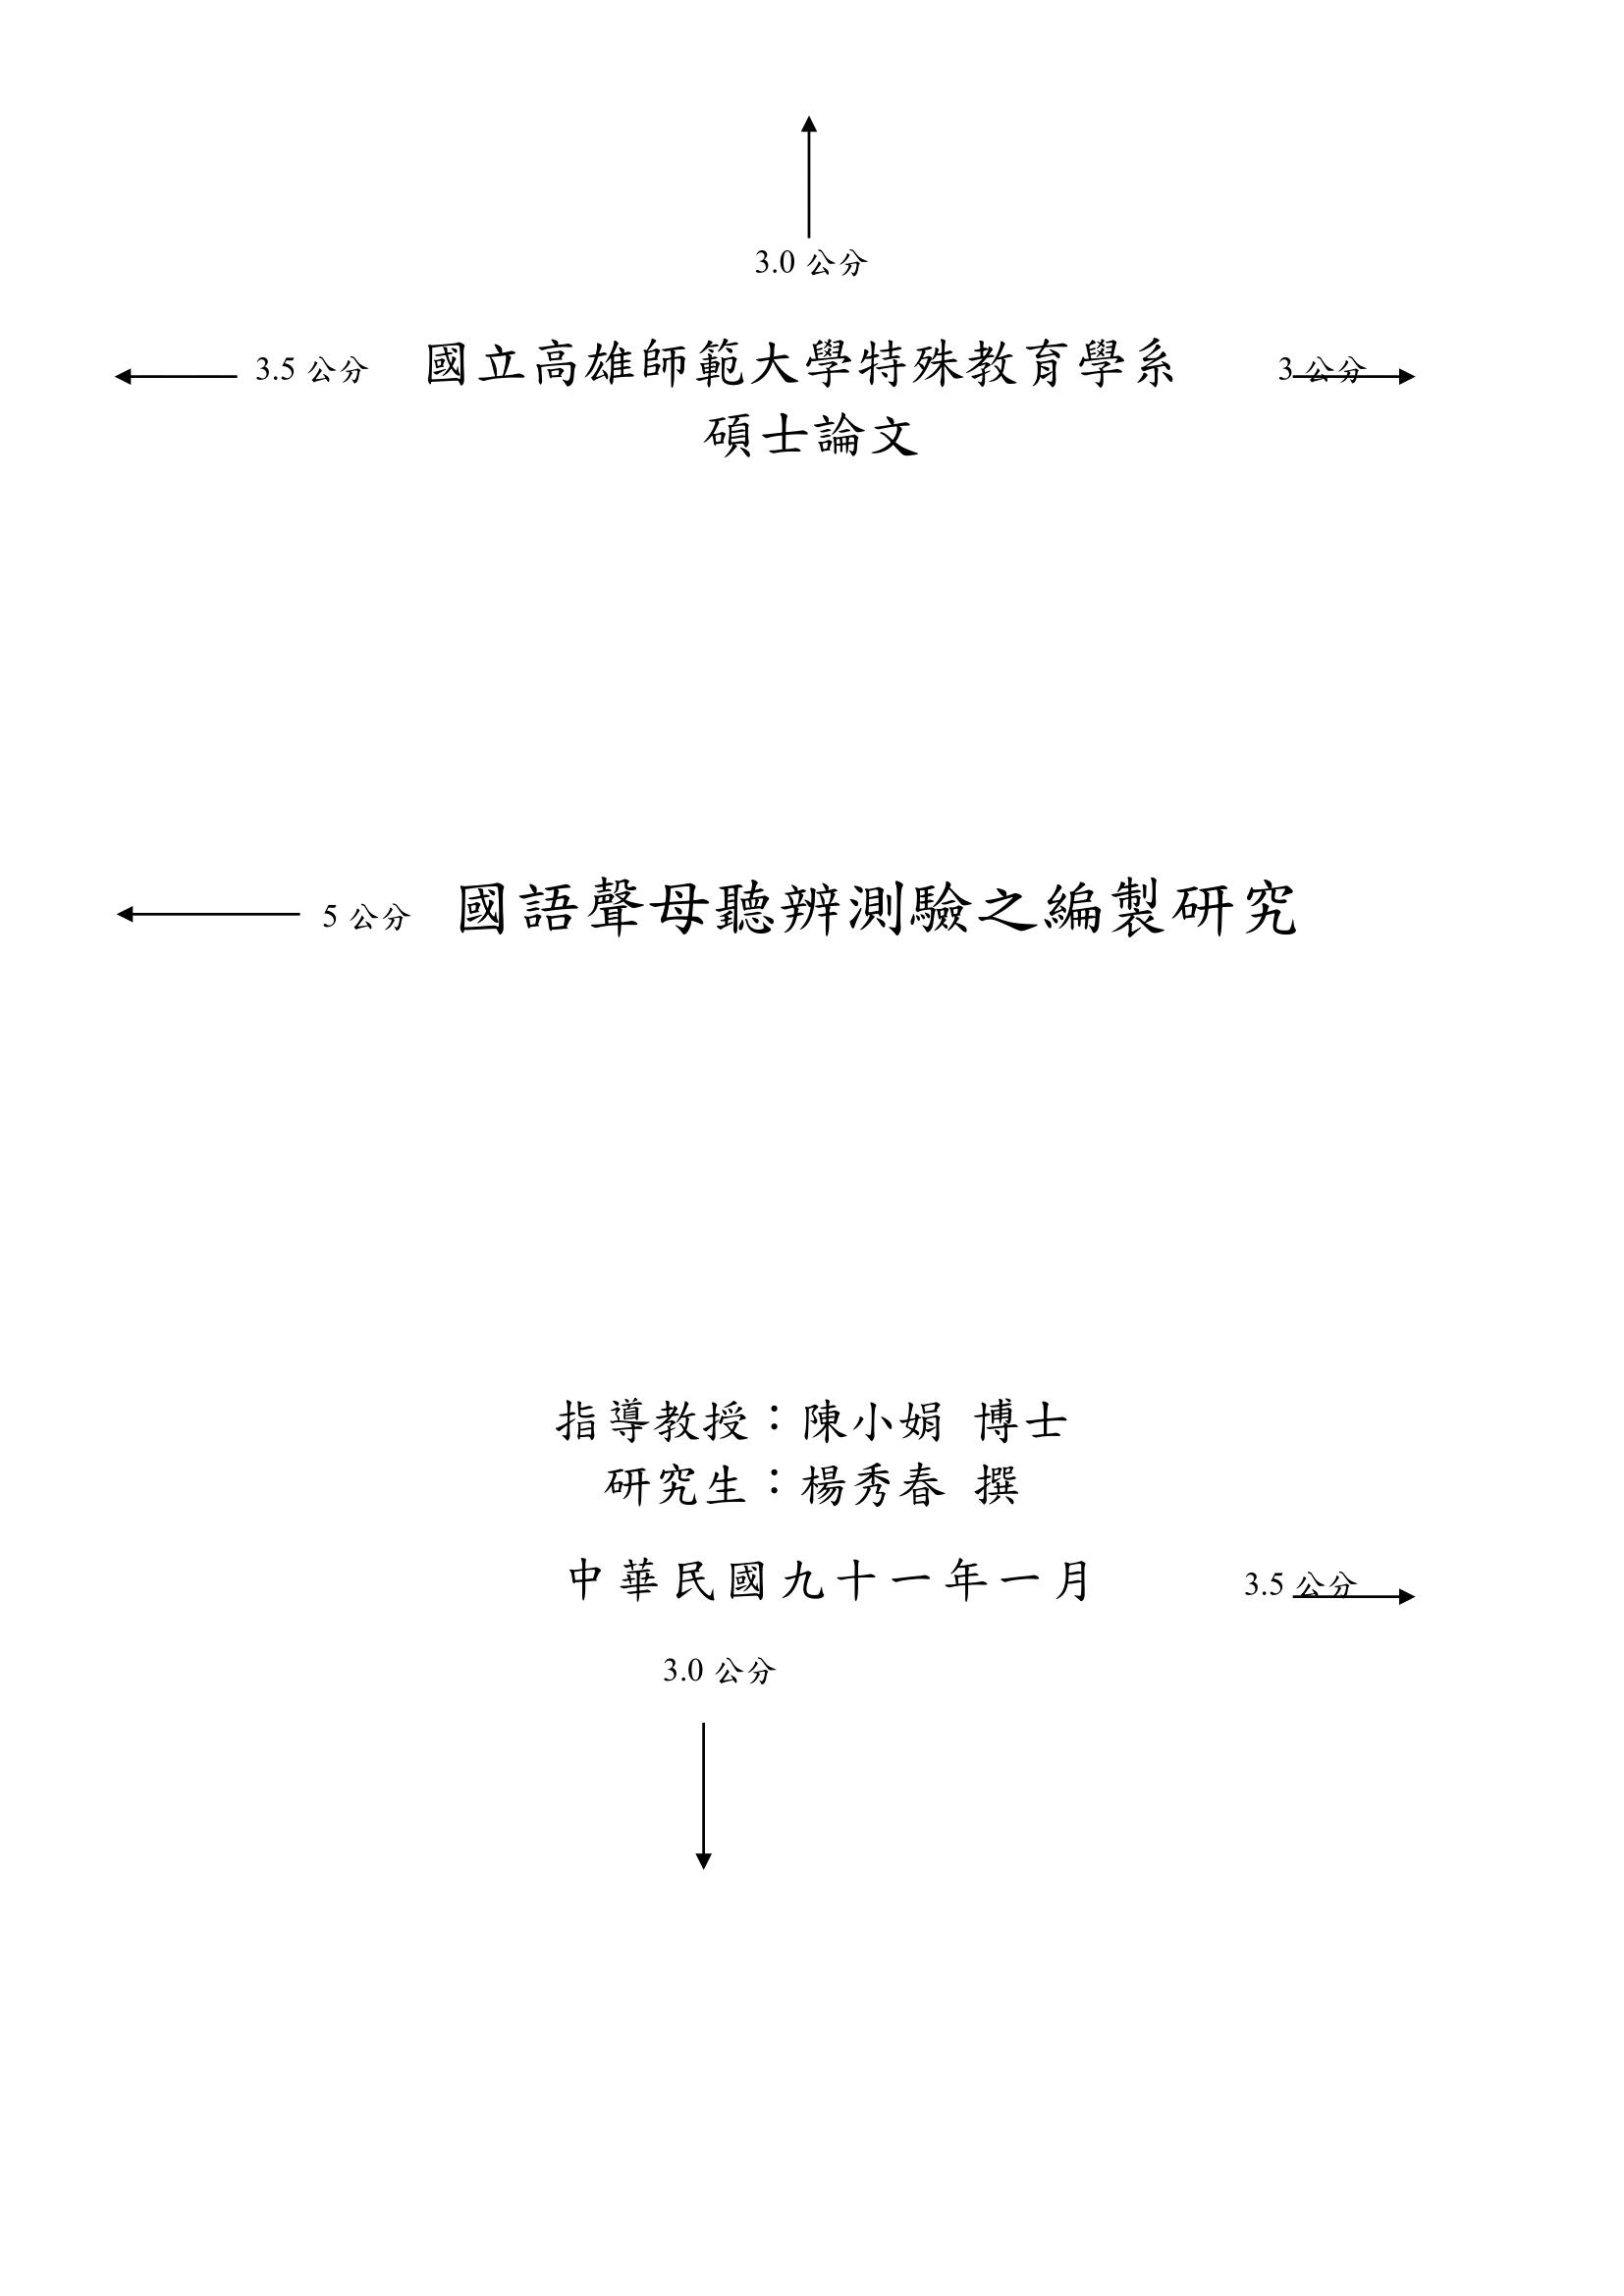 3.0 公分
3.5 公分 國立高雄師範大學特殊教育學系 3 公分
碩士論文
5 公分 國語聲母聽辨測驗之編製研究
指導教授：陳小娟 博士
研究生：楊秀春 撰
中華民國九十一年一月 3.5 公分
3.0 公分